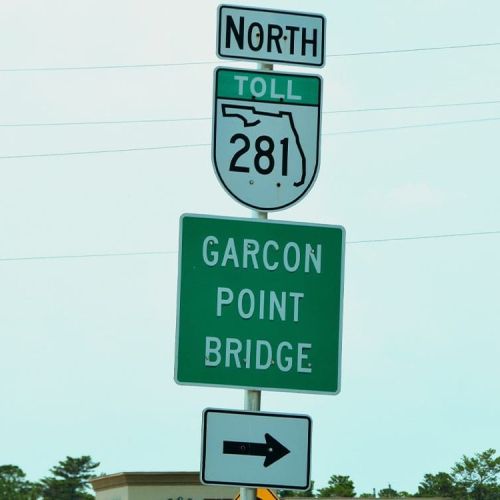 NORTH
TOLL
281
GARCON
POINT
BRIDGE